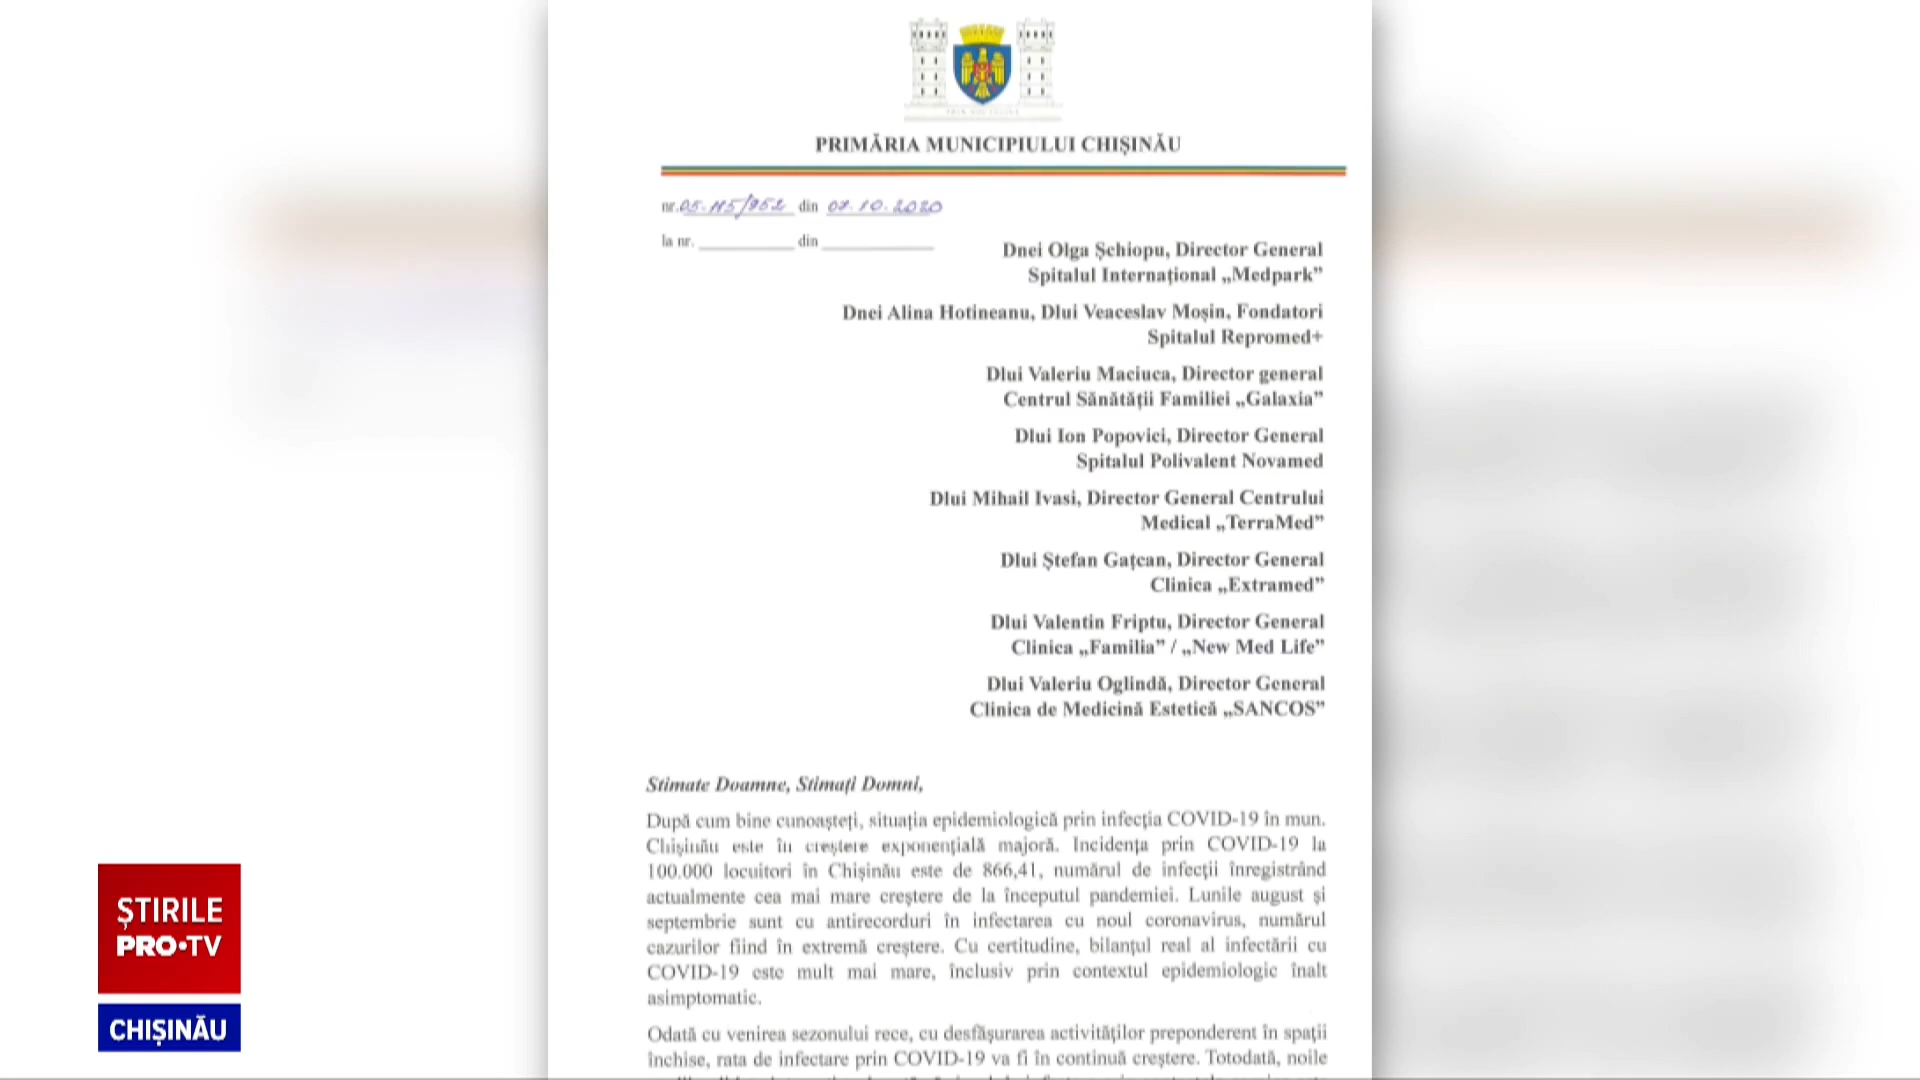 PRIMĂRIA MUNICIPIULUI CHIȘINĂU
nr. 05-115/952 din 07.10.2020
la nr. __________ din ____________
Dnei Olga Șchiopu, Director General
Spitalul Internațional „Medpark”
Dnei Alina Hotineanu, Dlui Veaceslav Moșin, Fondatori
Spitalul Repromed+
Dlui Valeriu Maciuca, Director general
Centrul Sănătății Familiei „Galaxia”
Dlui Ion Popovici, Director General
Spitalul Polivalent Novamed
Dlui Mihail Ivasi, Director General Centrului
Medical „TerraMed”
Dlui Ștefan Gațcan, Director General
Clinica „Extramed”
Dlui Valentin Friptu, Director General
Clinica „Familia” / „New Med Life”
Dlui Valeriu Oglindă, Director General
Clinica de Medicină Estetică „SANCOS”
Stimate Doamne, Stimați Domni,
După cum bine cunoașteți, situația epidemiologică prin infecția COVID-19 în mun.
Chișinău este în creștere exponențială majoră. Incidența prin COVID-19 la
100.000 locuitori în Chișinău este de 866,41, numărul de infecții înregistrând
actualmente cea mai mare creștere de la începutul pandemiei. Lunile august și
septembrie sunt cu antirecorduri în infectarea cu noul coronavirus, numărul
cazurilor fiind în extremă creștere. Cu certitudine, bilanțul real al infectării cu
COVID-19 este mult mai mare, inclusiv prin contextul epidemiologic înalt
asimptomatic.
Odată cu venirea sezonului rece, cu desfășurarea activităților preponderent în spații
închise, rata de infectare prin COVID-19 va fi în continuă creștere. Totodată, noile
ȘTIRILE
PRO•TV
CHIȘINĂU